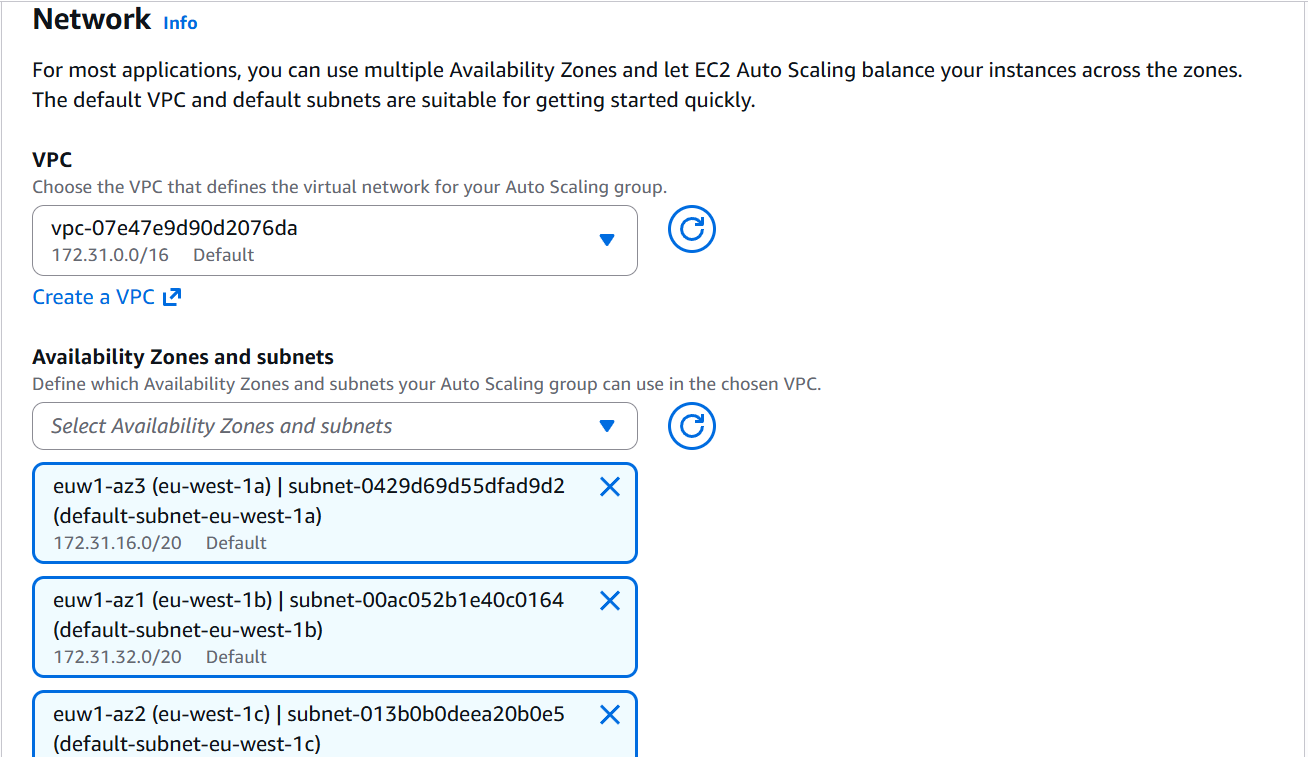 Network Info
For most applications, you can use multiple Availability Zones and let EC2 Auto Scaling balance your instances across the zones.
The default VPC and default subnets are suitable for getting started quickly.
VPC
Choose the VPC that defines the virtual network for your Auto Scaling group.
vpc-07e47e9d90d2076da
172.31.0.0/16 Default
Create a VPC
Availability Zones and subnets
Define which Availability Zones and subnets your Auto Scaling group can use in the chosen VPC.
Select Availability Zones and subnets
euw1-az3 (eu-west-1a) | subnet-0429d69d55dfad9d2
(default-subnet-eu-west-1a)
172.31.16.0/20 Default
euw1-az1 (eu-west-1b) | subnet-00ac052b1e40c0164
(default-subnet-eu-west-1b)
172.31.32.0/20 Default
euw1-az2 (eu-west-1c) | subnet-013b0b0deea20b0e5
(default-subnet-eu-west-1c)